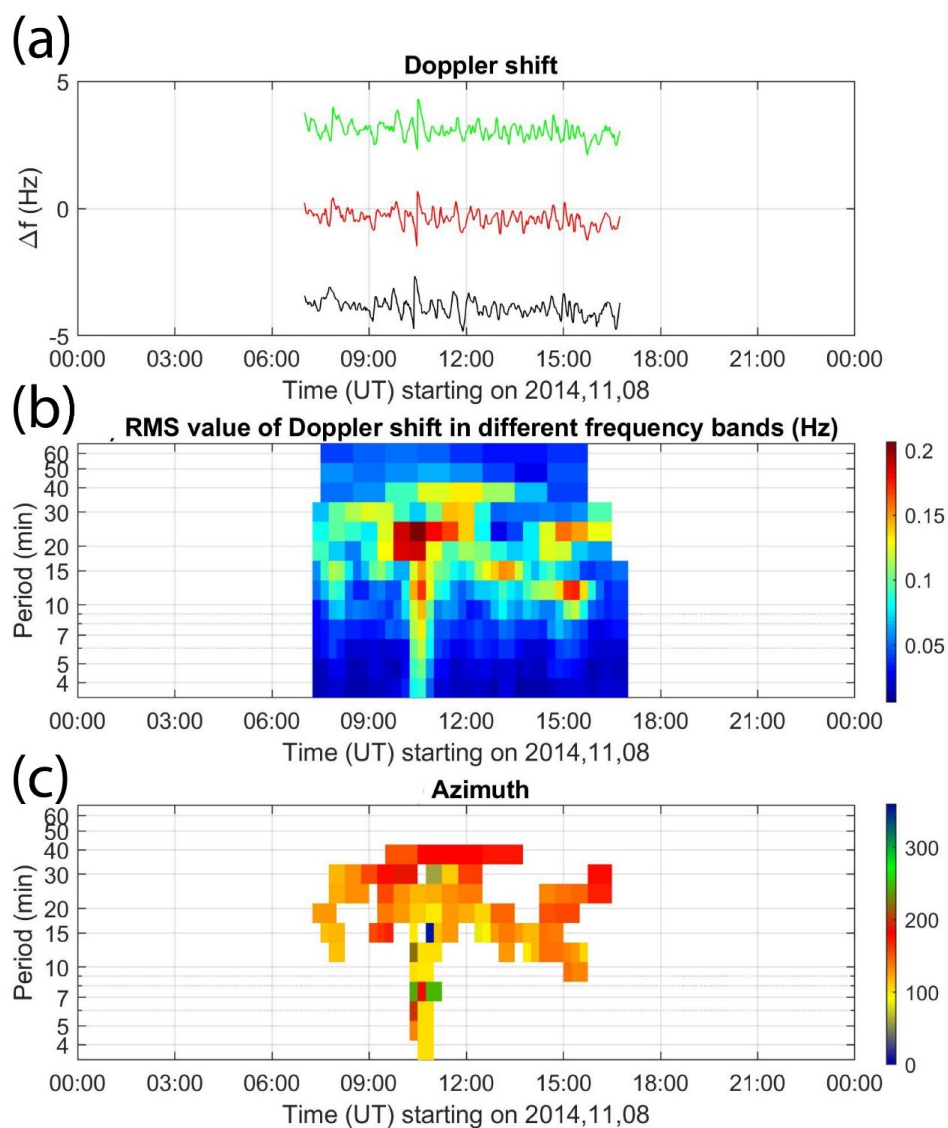 (a)
Doppler shift
5
0
-5
Δf (Hz)
00:00 03:00 06:00 09:00 12:00 15:00 18:00 21:00 00:00
Time (UT) starting on 2014,11,08
(b)
, RMS value of Doppler shift in different frequency bands (Hz)
60
50
40
30
20
15
10
7
5
4
Period (min)
0.2
0.15
0.1
0.05
00:00 03:00 06:00 09:00 12:00 15:00 18:00 21:00 00:00
Time (UT) starting on 2014,11,08
(c)
Azimuth
60
50
40
30
20
15
10
7
5
4
Period (min)
300
200
100
0
00:00 03:00 06:00 09:00 12:00 15:00 18:00 21:00 00:00
Time (UT) starting on 2014,11,08